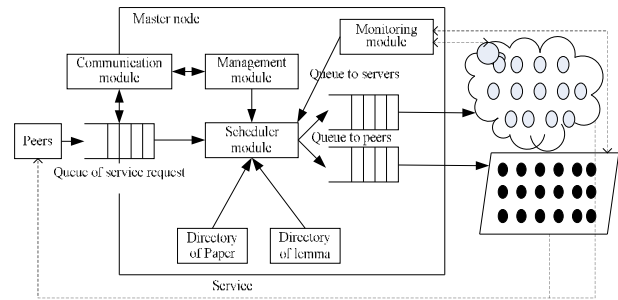 Master node
Monitoring
module
Communication
module
Management
module
Queue to servers
Peers
Scheduler
module
Queue to peers
Queue of service request
Directory
of Paper
Directory
of lemma
Service